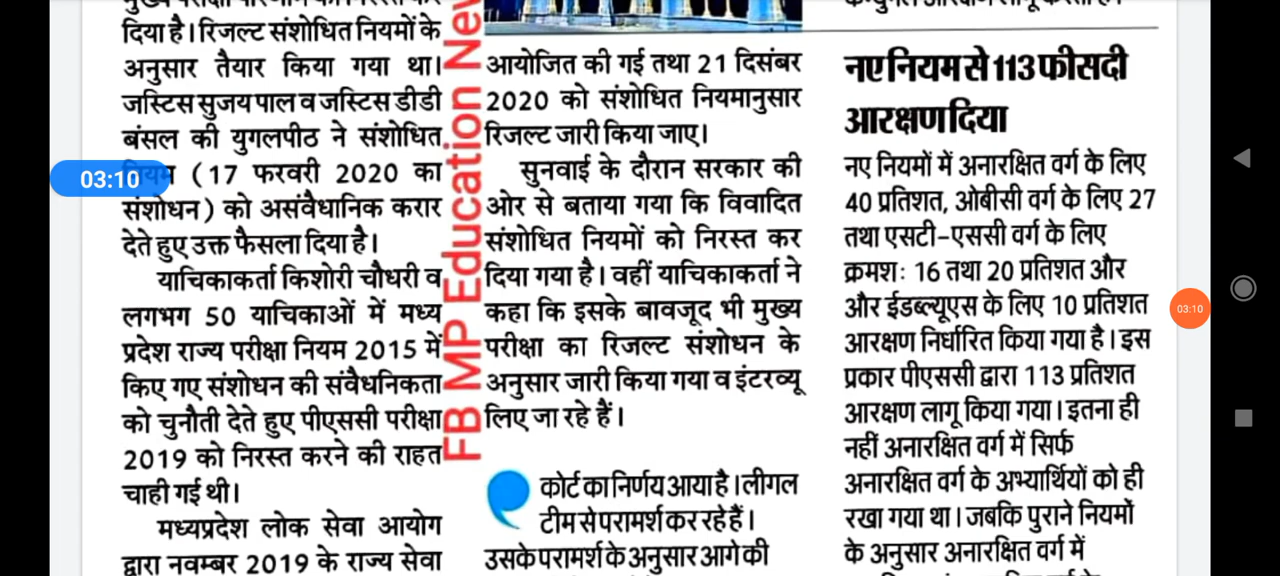 दिया है। रिजल्ट संशोधित नियमों के
अनुसार तैयार किया गया था।
जस्टिस सुजय पाल व जस्टिस डीडी
बंसल की युगलपीठ ने संशोधित
नियम (17 फरवरी 2020 का
संशोधन) को असंवैधानिक करार
देते हुए उक्त फैसला दिया है।
याचिकाकर्ता किशोरी चौधरी व
लगभग 50 याचिकाओं में मध्य
प्रदेश राज्य परीक्षा नियम 2015 में
किए गए संशोधन की संवैधनिकता
को चुनौती देते हुए पीएससी परीक्षा
2019 को निरस्त करने की राहत
चाही गई थी।
मध्यप्रदेश लोक सेवा आयोग
द्वारा नवम्बर 2019 के राज्य सेवा
FB MP Education New
आयोजित की गई तथा 21 दिसंबर
2020 को संशोधित नियमानुसार
रिजल्ट जारी किया जाए।
सुनवाई के दौरान सरकार की
ओर से बताया गया कि विवादित
संशोधित नियमों को निरस्त कर
दिया गया है। वहीं याचिकाकर्ता ने
कहा कि इसके बावजूद भी मुख्य
परीक्षा का रिजल्ट संशोधन के
अनुसार जारी किया गया व इंटरव्यू
लिए जा रहे हैं।
कोर्ट का निर्णय आया है। लीगल
टीम से परामर्श कर रहे हैं।
उसके परामर्श के अनुसार आगे की
नए नियम से 113 फीसदी
आरक्षण दिया
नए नियमों में अनारक्षित वर्ग के लिए
40 प्रतिशत, ओबीसी वर्ग के लिए 27
तथा एसटी-एससी वर्ग के लिए
क्रमशः 16 तथा 20 प्रतिशत और
और ईडब्ल्यूएस के लिए 10 प्रतिशत
आरक्षण निर्धारित किया गया है। इस
प्रकार पीएससी द्वारा 113 प्रतिशत
आरक्षण लागू किया गया। इतना ही
नहीं अनारक्षित वर्ग में सिर्फ
अनारक्षित वर्ग के अभ्यार्थियों को ही
रखा गया था। जबकि पुराने नियमों
के अनुसार अनारक्षित वर्ग में
03:10
03:10